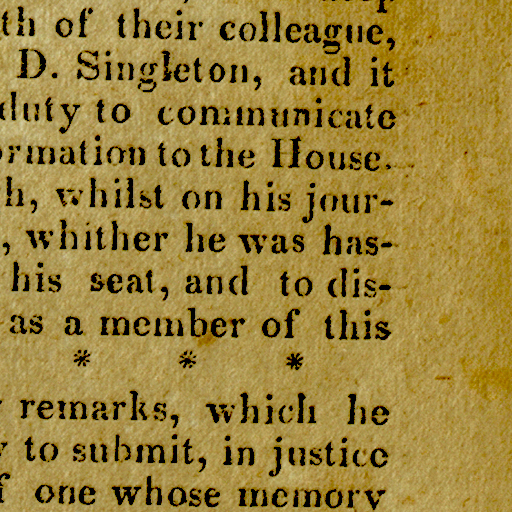 th of their colleague,
D. Singleton, and it
duty to communicate
ormation to the House.
h, whilst on his jour-
, whither he was has-
his seat, and to dis-
as a member of this
* * *
remarks, which he
y to submit, in justice
f one whose memory